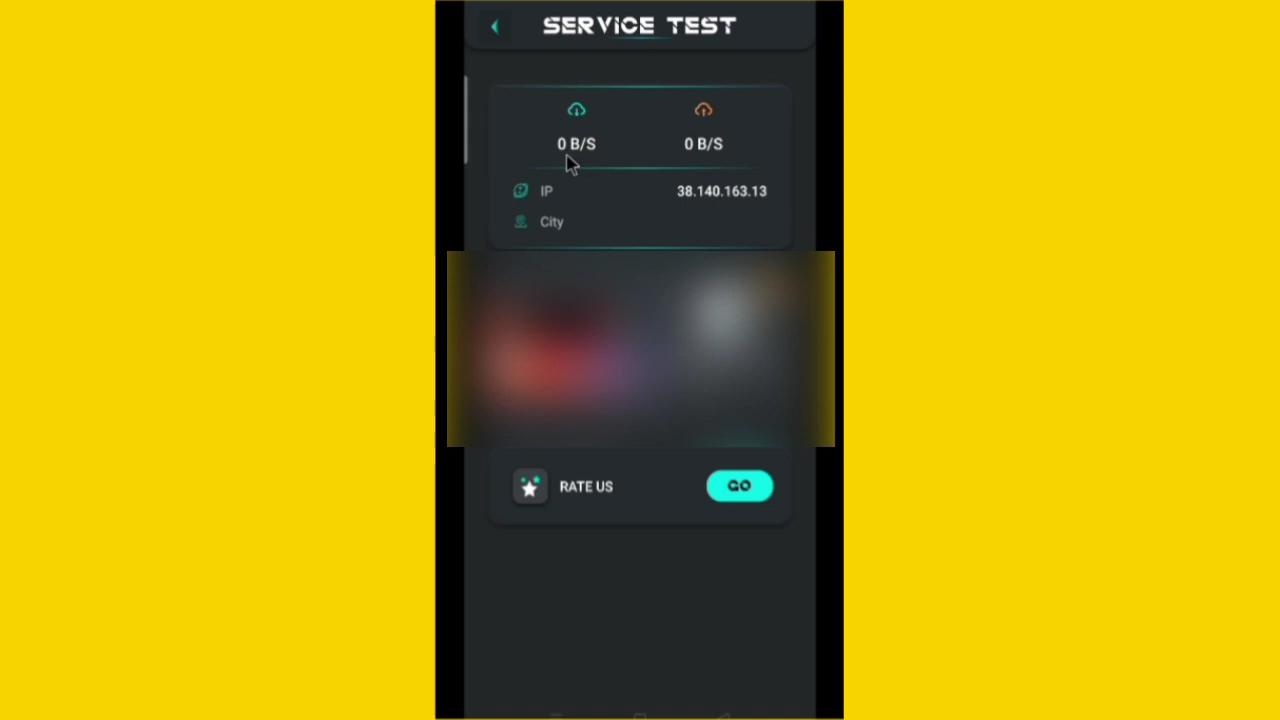 SERVICE TEST
0 B/S 0 B/S
IP 38.140.163.13
City
RATE US GO